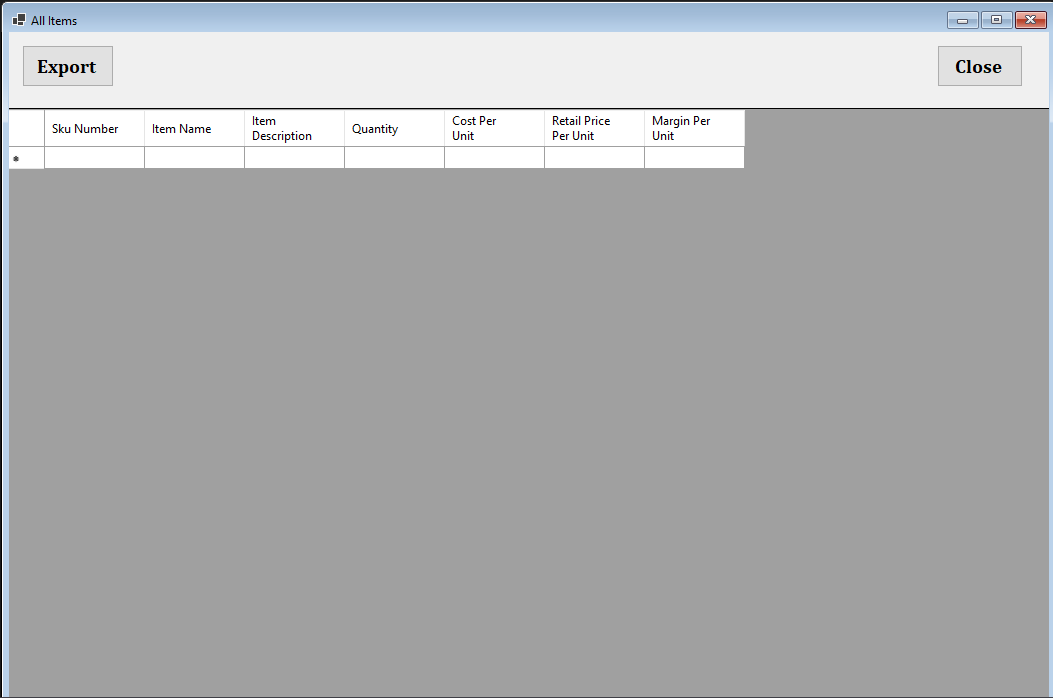 All Items
Export
Close
Sku Number
Item Name
Item
Description
Quantity
Cost Per
Unit
Retail Price
Per Unit
Margin Per
Unit